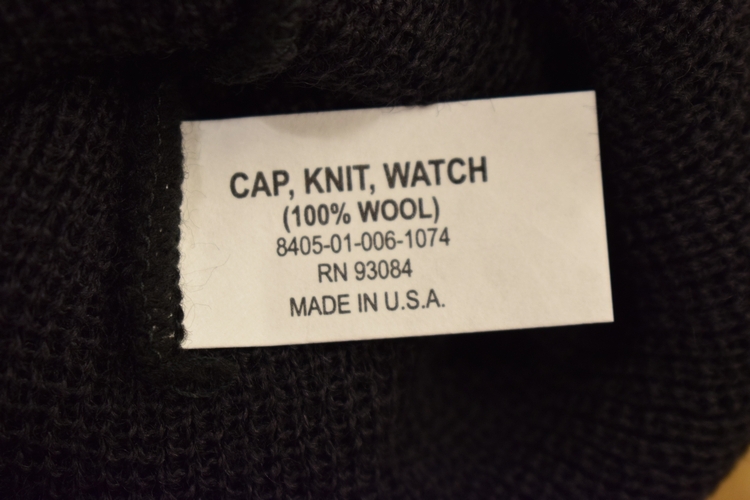 CAP, KNIT, WATCH
(100% WOOL)
8405-01-006-1074
RN 93084
MADE IN U.S.A.